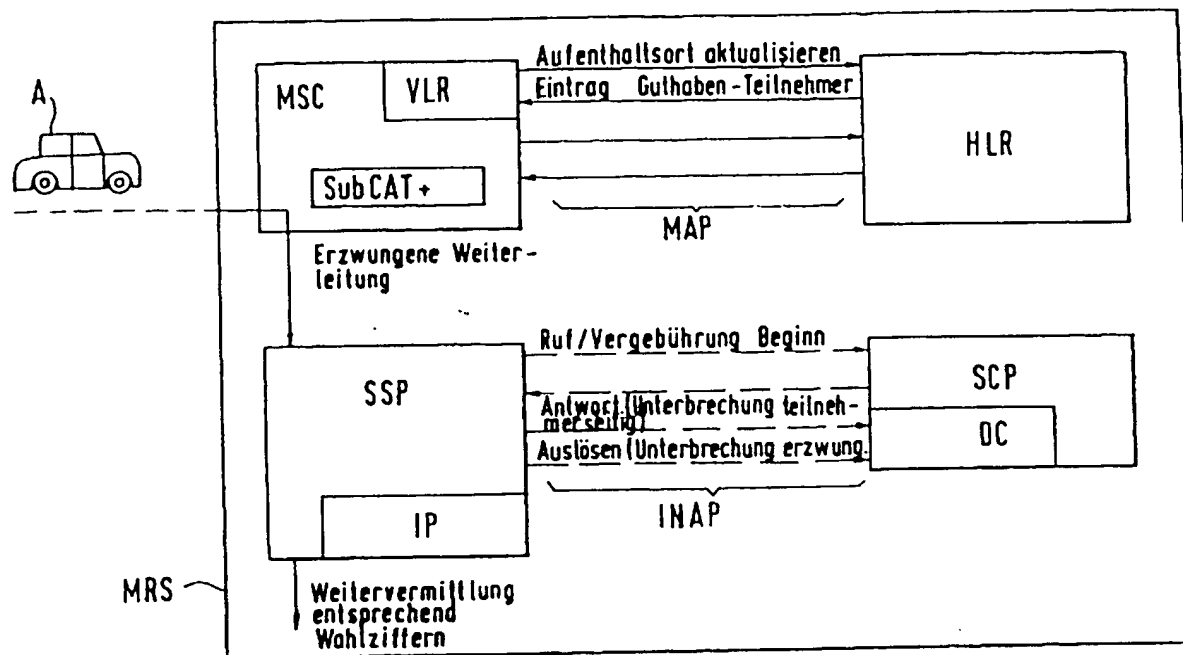 A
MSC
VLR
SubCAT+
Aufenthaltsort aktualisieren
Eintrag Guthaben-Teilnehmer
HLR
MAP
Erzwungene Weiter-
leitung
SSP
IP
Ruf/Vergebührung Beginn
Antwort (Unterbrechung teilneh-
merseitig)
Auslösen (Unterbrechung erzwung.
INAP
SCP
DC
MRS
Weitervermittlung
entsprechend
Wahlziffern